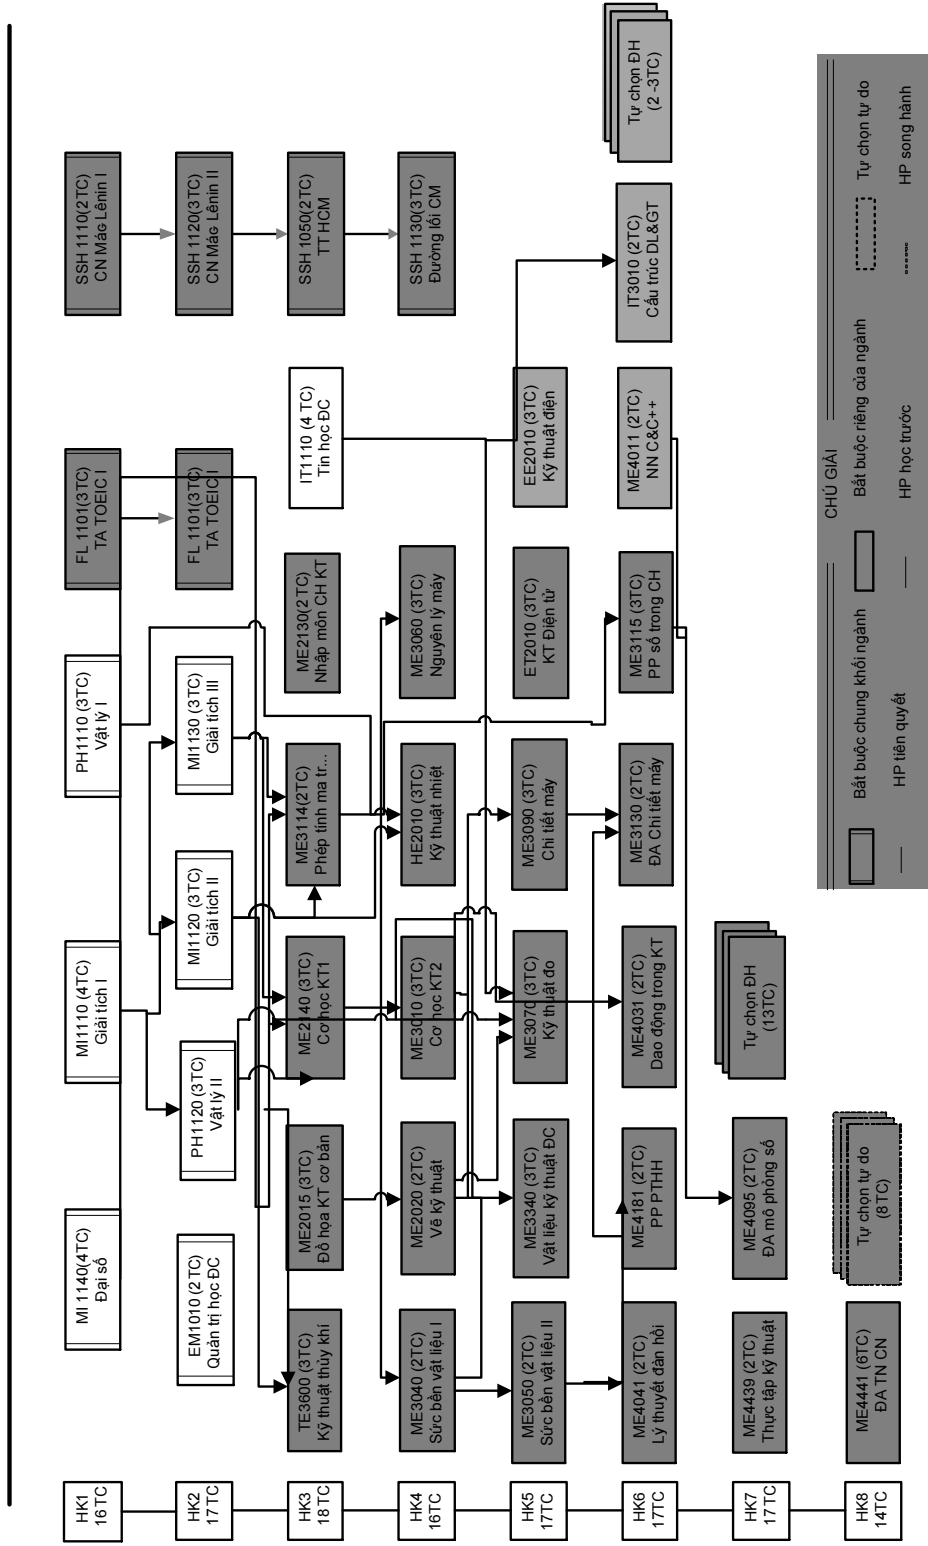 HK1
16TC
MI 1140(4TC)
Đại số
MI1110 (4TC)
Giải tích I
PH1110 (3TC)
Vật lý I
FL 1101(3TC)
TA TOEIC I
SSH 1110(2TC)
CN Mác Lênin I
HK2
17TC
EM1010 (2TC)
Quản trị học ĐC
PH1120 (3TC)
Vật lý II
MI1120 (3TC)
Giải tích II
MI1130 (3TC)
Giải tích III
FL 1101(3TC)
TA TOEIC I
SSH 1120(3TC)
CN Mác Lênin II
HK3
18TC
TE3600 (3TC)
Kỹ thuật thủy khí
ME2015 (3TC)
Đồ họa KT cơ bản
ME2140 (3TC)
Cơ học KT1
ME3114(2TC)
Phép tính ma tr...
ME2130(2TC)
Nhập môn CH KT
IT1110 (4 TC)
Tin học ĐC
SSH 1050(2TC)
TT HCM
HK4
16TC
ME3040 (2TC)
Sức bền vật liệu I
ME2020 (2TC)
Vẽ kỹ thuật
ME3010 (3TC)
Cơ học KT2
HE2010 (3TC)
Kỹ thuật nhiệt
ME3060 (3TC)
Nguyên lý máy
SSH 1130(3TC)
Đường lối CM
HK5
17TC
ME3050 (2TC)
Sức bền vật liệu II
ME3340 (3TC)
Vật liệu kỹ thuật ĐC
ME3070 (3TC)
Kỹ thuật đo
ME3090 (3TC)
Chi tiết máy
ET2010 (3TC)
KT Điện tử
EE2010 (3TC)
Kỹ thuật điện
HK6
17TC
ME4041 (2TC)
Lý thuyết đàn hồi
ME4181 (2TC)
PP PTHH
ME4031 (2TC)
Dao động trong KT
ME3130 (2TC)
ĐA Chi tiết máy
ME3115 (3TC)
PP số trong CH
ME4011 (2TC)
NN C&C++
IT3010 (2TC)
Cấu trúc DL&GT
Tự chọn ĐH
(2 -3TC)
HK7
17TC
ME4439 (2TC)
Thực tập kỹ thuật
ME4095 (2TC)
ĐA mô phỏng số
Tự chọn ĐH
(13TC)
HK8
14TC
ME4441 (6TC)
ĐA TN CN
Tự chọn tự do
(8TC)
CHÚ GIẢI
Bắt buộc chung khối ngành
Bắt buộc riêng của ngành
Tự chọn tự do
HP tiên quyết
HP học trước
HP song hành